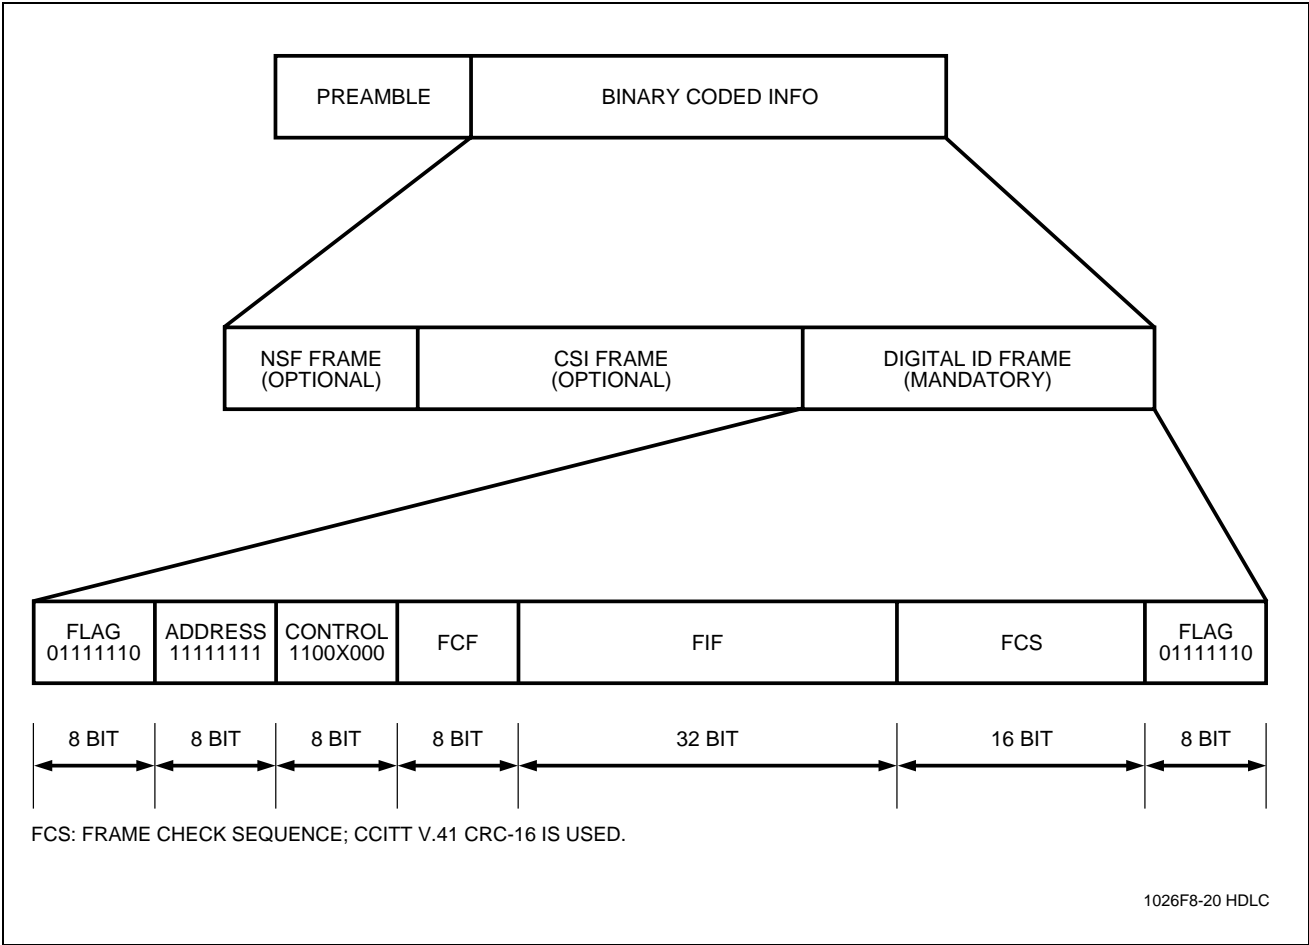 PREAMBLE
BINARY CODED INFO
NSF FRAME
(OPTIONAL)
CSI FRAME
(OPTIONAL)
DIGITAL ID FRAME
(MANDATORY)
FLAG
01111110
ADDRESS
11111111
CONTROL
1100X000
FCF
FIF
FCS
FLAG
01111110
8 BIT
8 BIT
8 BIT
8 BIT
32 BIT
16 BIT
8 BIT
FCS: FRAME CHECK SEQUENCE; CCITT V.41 CRC-16 IS USED.
1026F8-20 HDLC